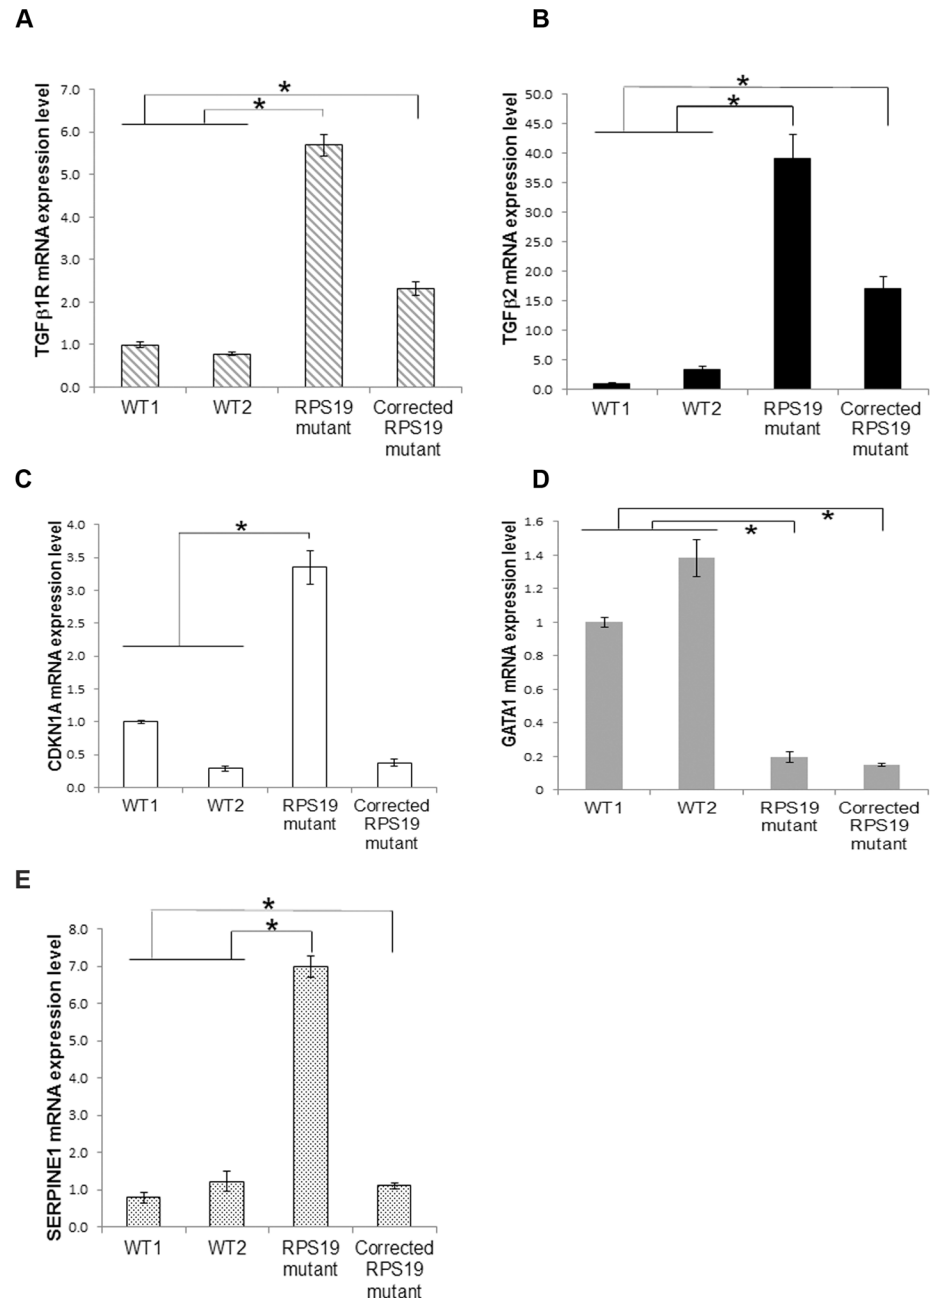 A
TGFβ1R mRNA expression level
7.0
6.0
5.0
4.0
3.0
2.0
1.0
0.0
*
*
WT1
WT2
RPS19
mutant
Corrected
RPS19
mutant
B
TGFβ2 mRNA expression level
50.0
45.0
40.0
35.0
30.0
25.0
20.0
15.0
10.0
5.0
0.0
*
*
WT1
WT2
RPS19
mutant
Corrected
RPS19
mutant
C
CDKN1A mRNA expression level
4.0
3.5
3.0
2.5
2.0
1.5
1.0
0.5
0.0
*
WT1
WT2
RPS19
mutant
Corrected
RPS19
mutant
D
GATA1 mRNA expression level
1.6
1.4
1.2
1
0.8
0.6
0.4
0.2
0
*
*
WT1
WT2
RPS19
mutant
Corrected
RPS19
mutant
E
SERPINE1 mRNA expression level
8.0
7.0
6.0
5.0
4.0
3.0
2.0
1.0
0.0
*
*
WT1
WT2
RPS19
mutant
Corrected
RPS19
mutant